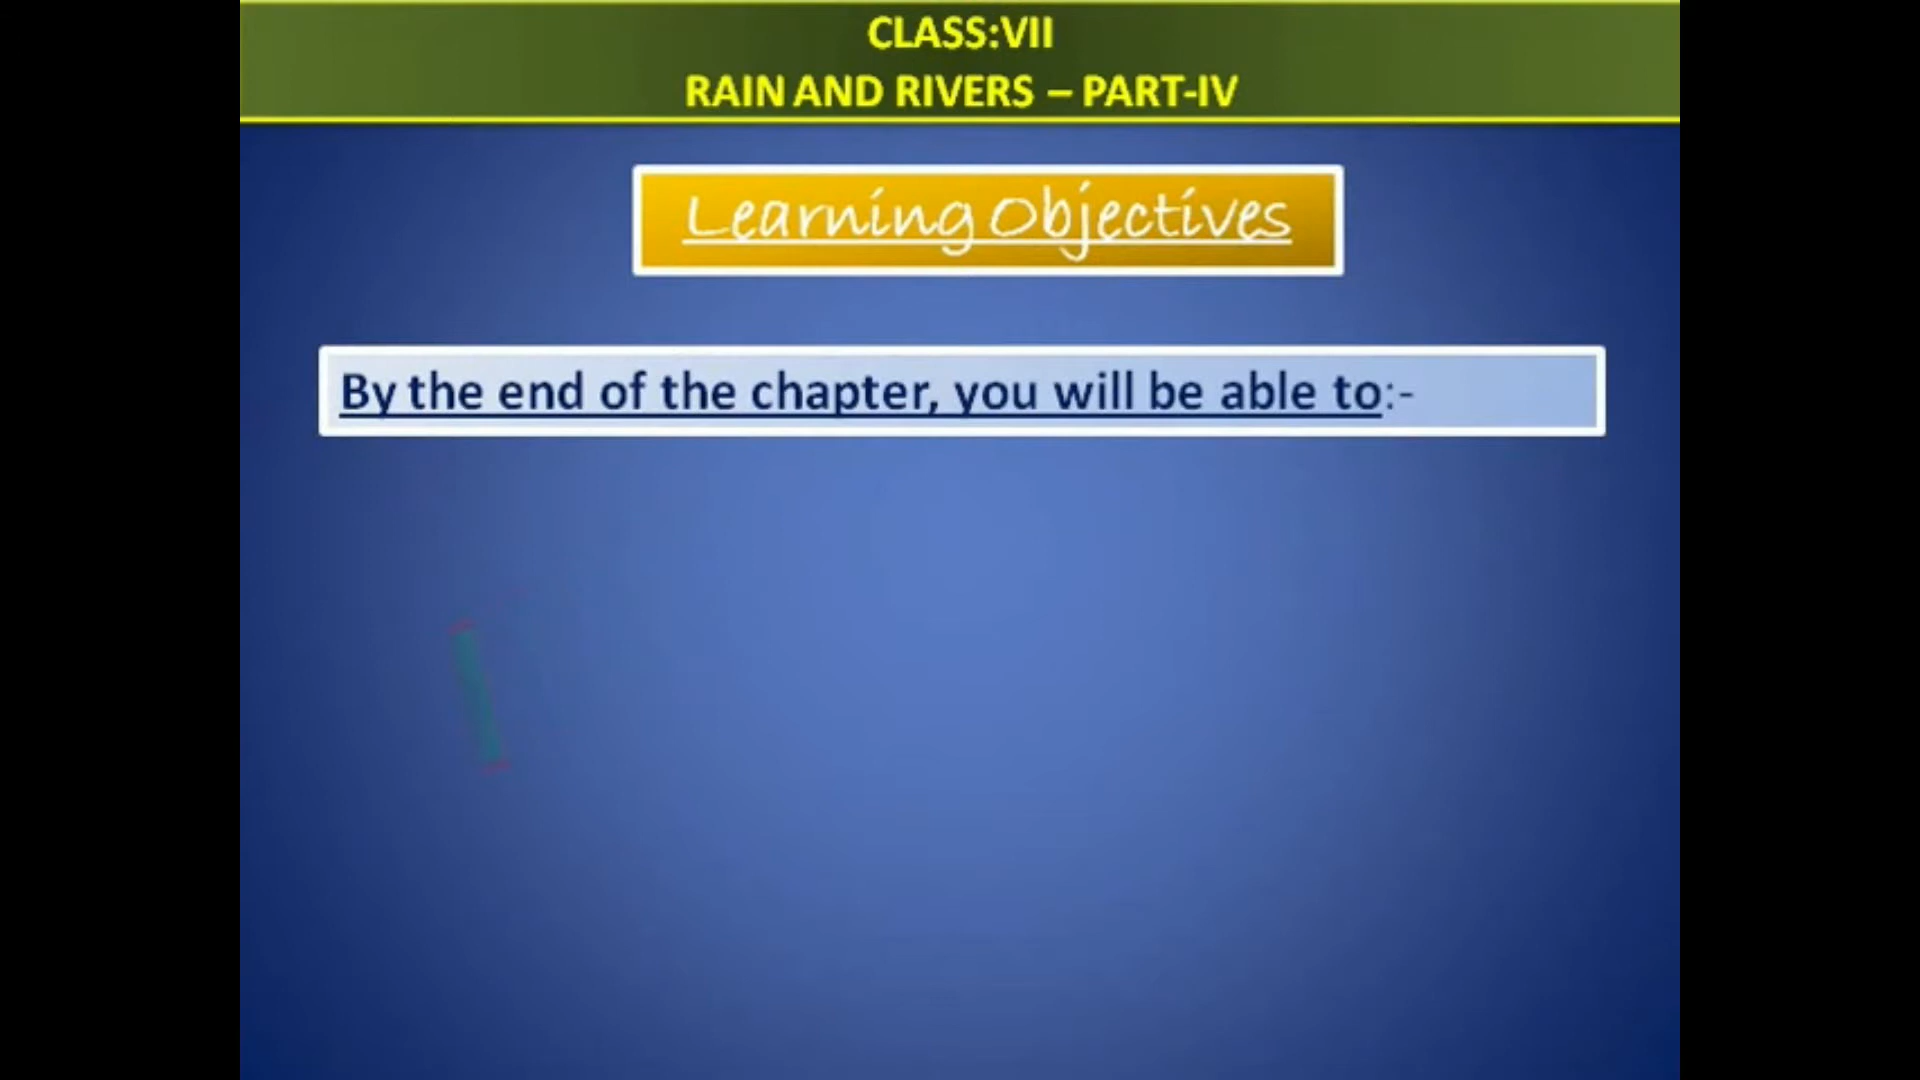 CLASS:VII
RAIN AND RIVERS – PART-IV
Learning Objectives
By the end of the chapter, you will be able to:-